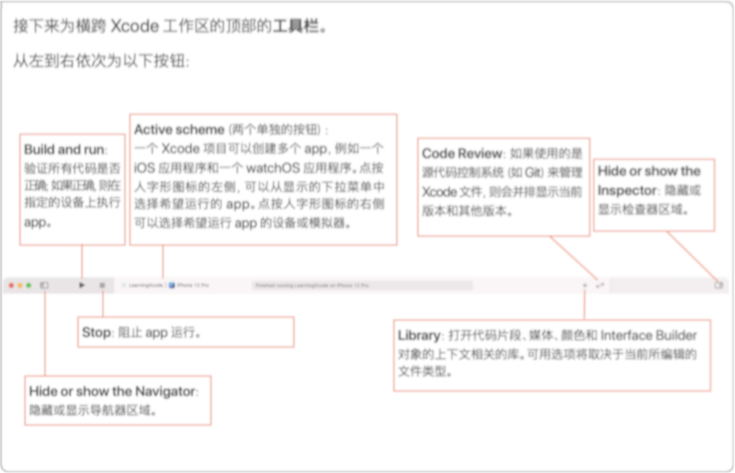 接下来为横跨 Xcode 工作区的顶部的工具栏。
从左到右依次为以下按钮:
Build and run:
验证所有代码是否
正确; 如果正确, 则在
指定的设备上执行
app。
Active scheme (两个单独的按钮) :
一个 Xcode 项目可以创建多个 app, 例如一个
iOS 应用程序和一个 watchOS 应用程序。点按
人字形图标的左侧, 可以从显示的下拉菜单中
选择希望运行的 app。点按人字形图标的右侧
可以选择希望运行 app 的设备或模拟器。
Code Review: 如果使用的是
源代码控制系统 (如 Git) 来管理
Xcode 文件, 则会并排显示当前
版本和其他版本。
Hide or show the
Inspector: 隐藏或
显示检查器区域。
LearningXcode
iPhone 12 Pro
Finished running LearningXcode on iPhone 12 Pro
Stop: 阻止 app 运行。
Library: 打开代码片段、媒体、颜色和 Interface Builder
对象的上下文相关的库。可用选项将取决于当前所编辑的
文件类型。
Hide or show the Navigator:
隐藏或显示导航器区域。